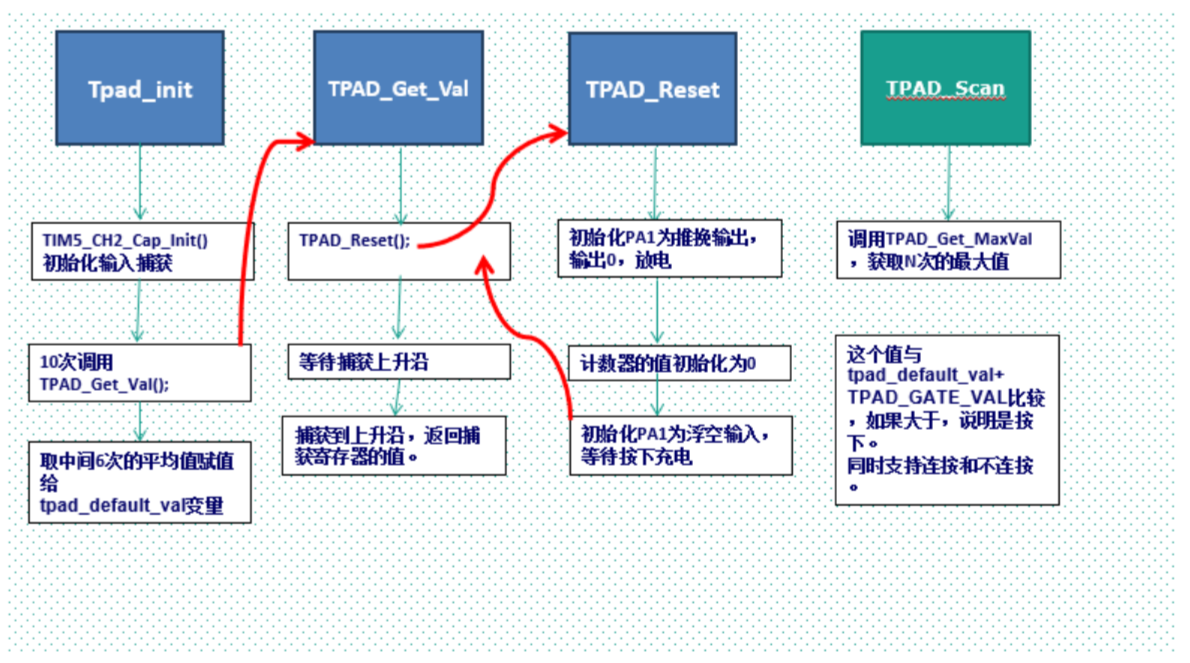 Tpad_init
TIM5_CH2_Cap_Init()
初始化输入捕获
10次调用
TPAD_Get_Val();
取中间6次的平均值赋值
给
tpad_default_val变量
TPAD_Get_Val
TPAD_Reset();
等待捕获上升沿
捕获到上升沿，返回捕
获寄存器的值。
TPAD_Reset
初始化PA1为推换输出，
输出0，放电
计数器的值初始化为0
初始化PA1为浮空输入，
等待按下充电
TPAD_Scan
调用TPAD_Get_MaxVal
，获取N次的最大值
这个值与
tpad_default_val+
TPAD_GATE_VAL比较
，如果大于，说明是按
下。
同时支持连按和不连按
。